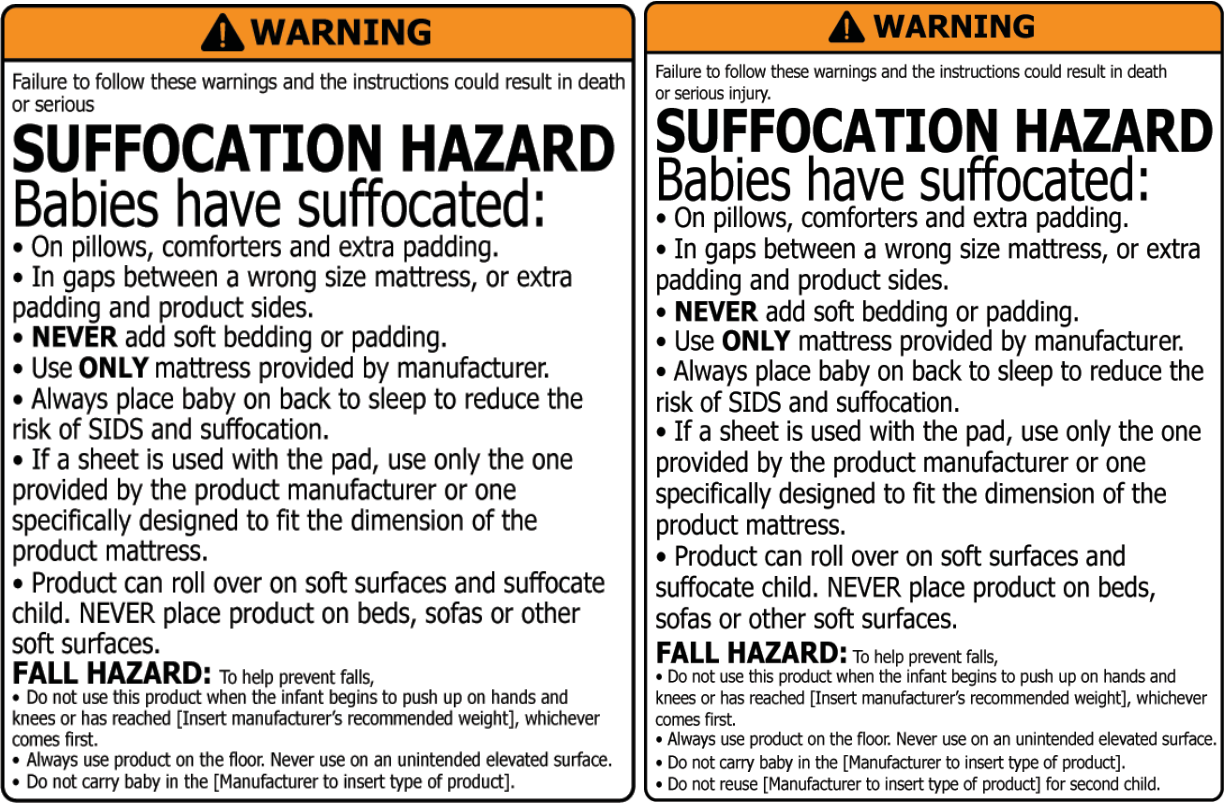 WARNING
Failure to follow these warnings and the instructions could result in death
or serious
SUFFOCATION HAZARD
Babies have suffocated:
• On pillows, comforters and extra padding.
• In gaps between a wrong size mattress, or extra
padding and product sides.
• NEVER add soft bedding or padding.
• Use ONLY mattress provided by manufacturer.
• Always place baby on back to sleep to reduce the
risk of SIDS and suffocation.
• If a sheet is used with the pad, use only the one
provided by the product manufacturer or one
specifically designed to fit the dimension of the
product mattress.
• Product can roll over on soft surfaces and suffocate
child. NEVER place product on beds, sofas or other
soft surfaces.
FALL HAZARD: To help prevent falls,
• Do not use this product when the infant begins to push up on hands and
knees or has reached [Insert manufacturer's recommended weight], whichever
comes first.
• Always use product on the floor. Never use on an unintended elevated surface.
• Do not carry baby in the [Manufacturer to insert type of product].
WARNING
Failure to follow these warnings and the instructions could result in death
or serious injury.
SUFFOCATION HAZARD
Babies have suffocated:
• On pillows, comforters and extra padding.
• In gaps between a wrong size mattress, or extra
padding and product sides.
• NEVER add soft bedding or padding.
• Use ONLY mattress provided by manufacturer.
• Always place baby on back to sleep to reduce the
risk of SIDS and suffocation.
• If a sheet is used with the pad, use only the one
provided by the product manufacturer or one
specifically designed to fit the dimension of the
product mattress.
• Product can roll over on soft surfaces and
suffocate child. NEVER place product on beds,
sofas or other soft surfaces.
FALL HAZARD: To help prevent falls,
• Do not use this product when the infant begins to push up on hands and
knees or has reached [Insert manufacturer's recommended weight], whichever
comes first.
• Always use product on the floor. Never use on an unintended elevated surface.
• Do not carry baby in the [Manufacturer to insert type of product].
• Do not reuse [Manufacturer to insert type of product] for second child.